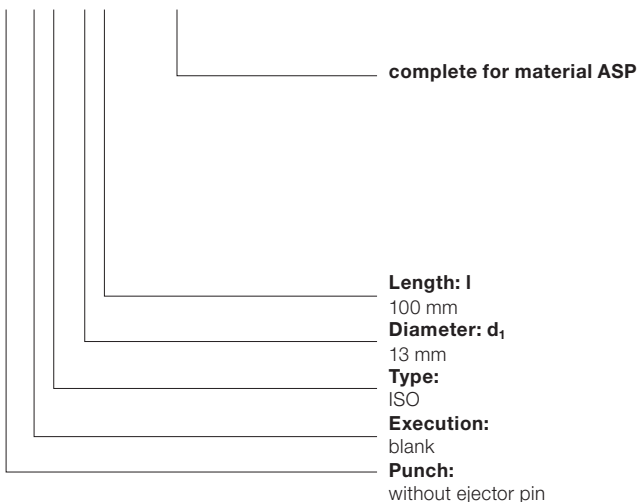 complete for material ASP
Length: l
100 mm
Diameter: d₁
13 mm
Type:
ISO
Execution:
blank
Punch:
without ejector pin